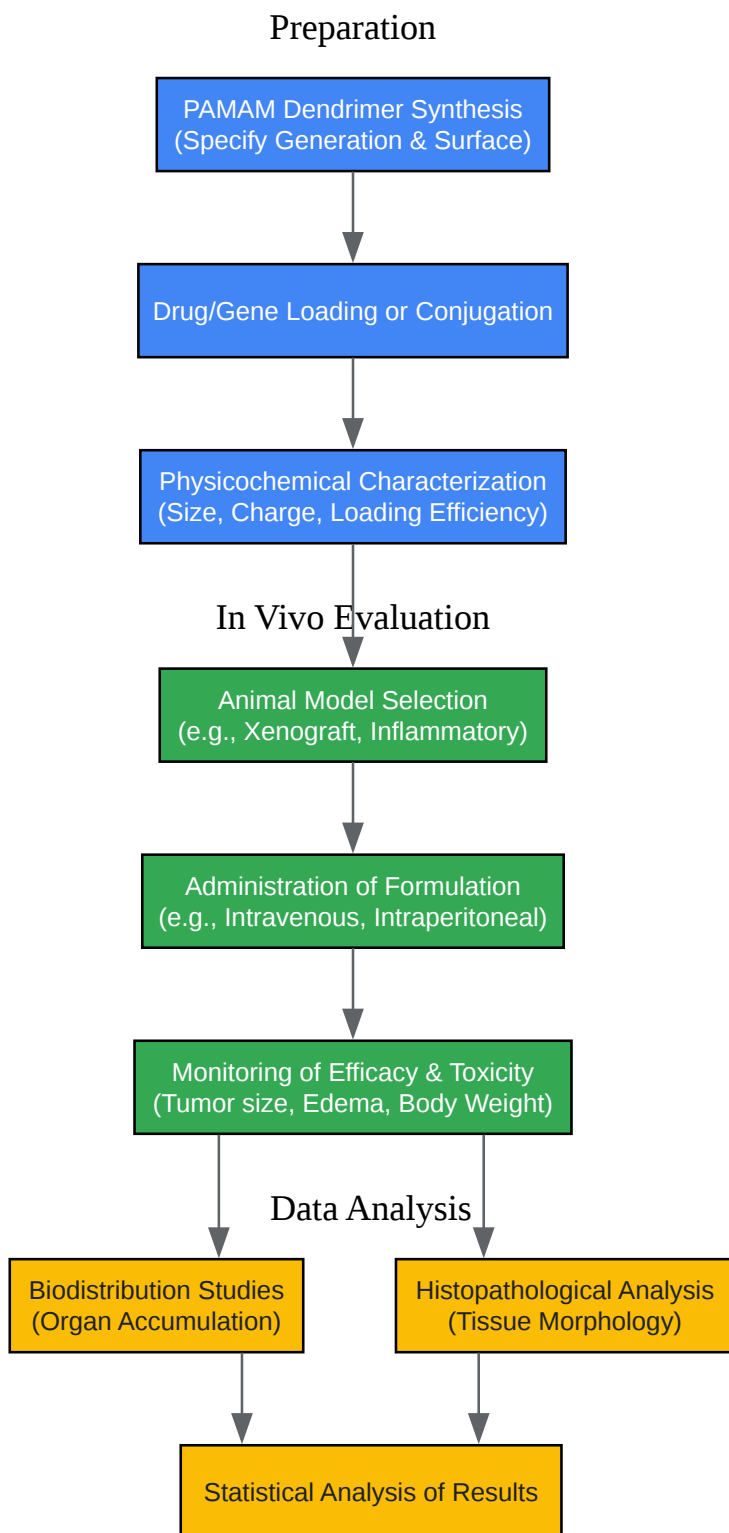 Preparation
PAMAM Dendrimer Synthesis
(Specify Generation & Surface)
Drug/Gene Loading or Conjugation
Physicochemical Characterization
(Size, Charge, Loading Efficiency)
In Vivo Evaluation
Animal Model Selection
(e.g., Xenograft, Inflammatory)
Administration of Formulation
(e.g., Intravenous, Intraperitoneal)
Monitoring of Efficacy & Toxicity
(Tumor size, Edema, Body Weight)
Data Analysis
Biodistribution Studies
(Organ Accumulation)
Histopathological Analysis
(Tissue Morphology)
Statistical Analysis of Results